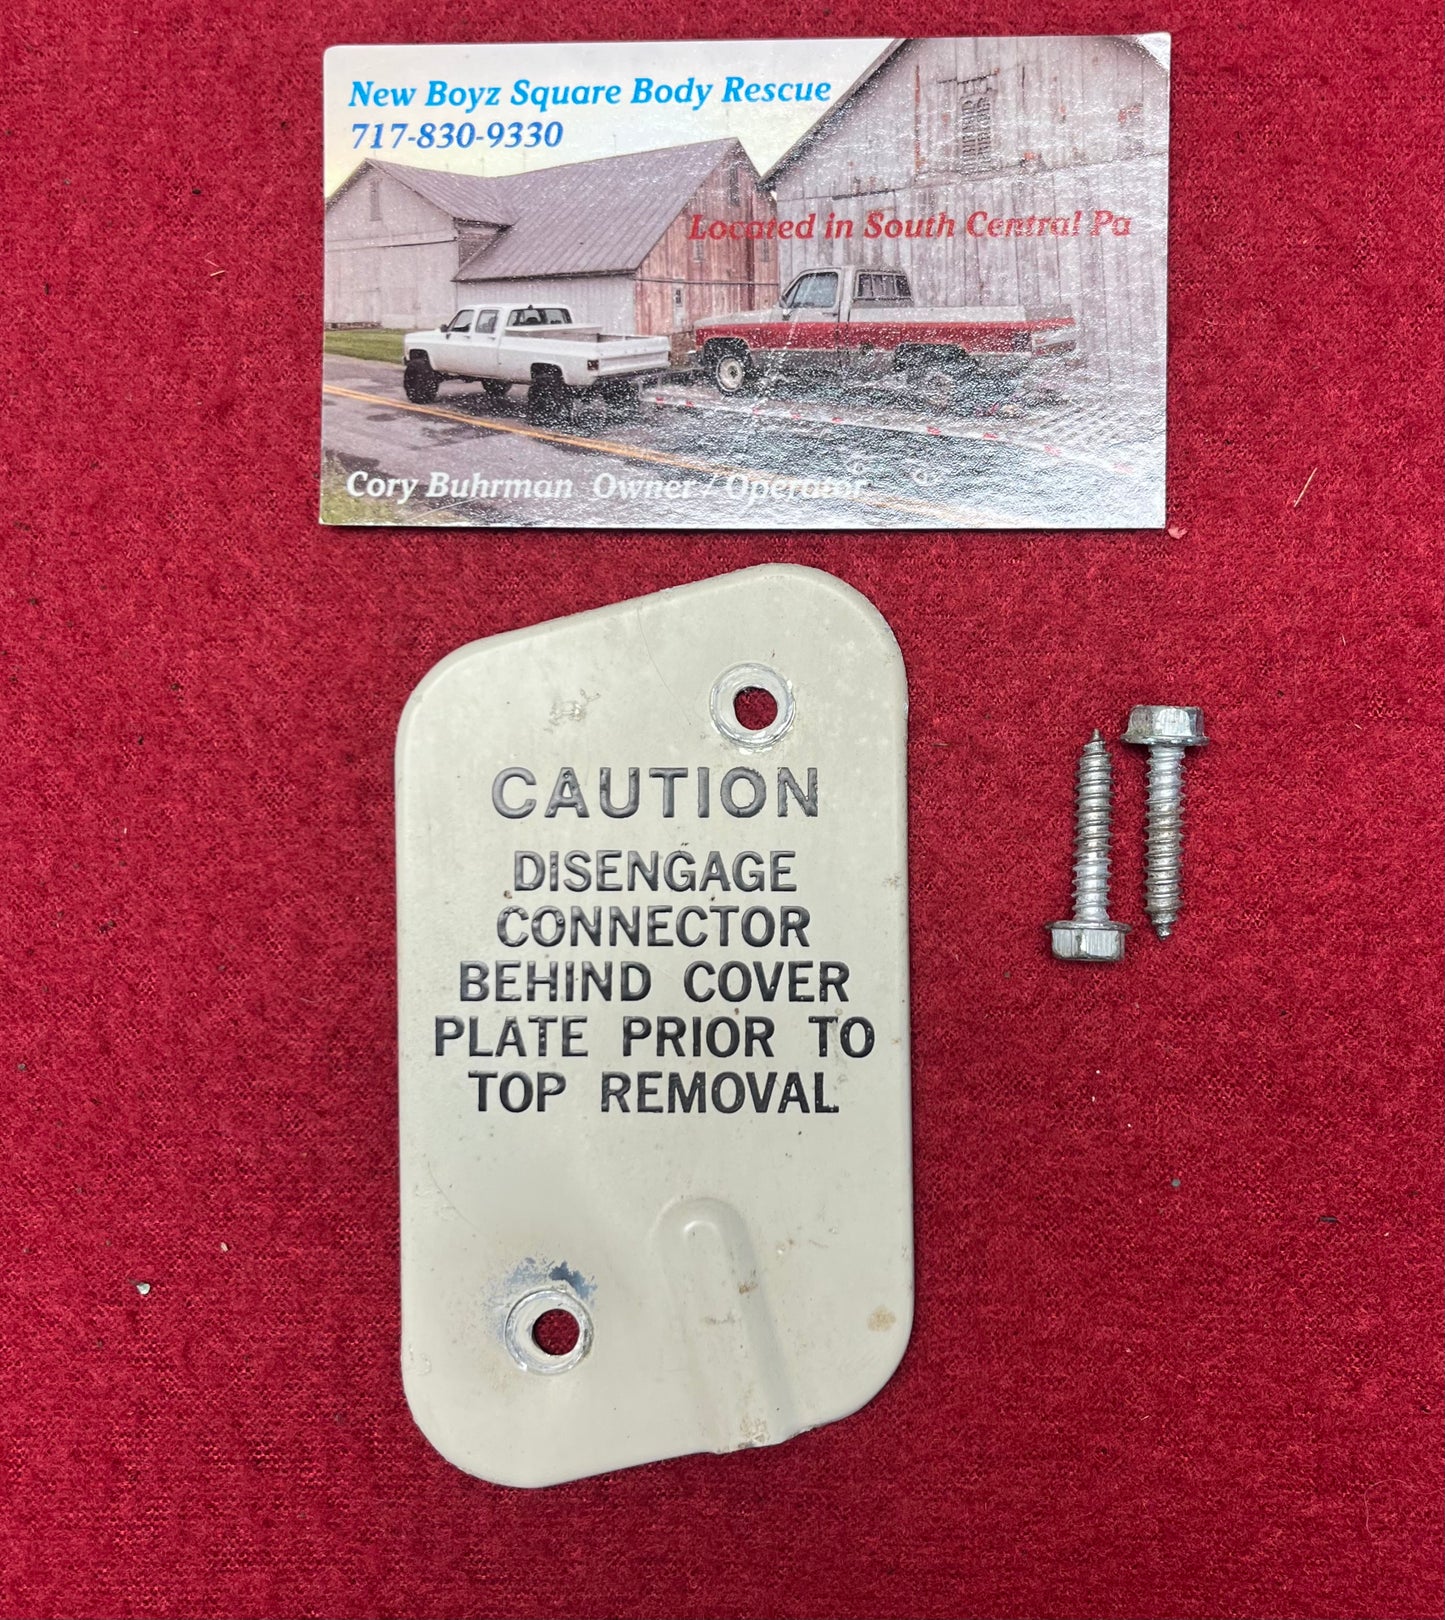 New Boyz Square Body Rescue
717-830-9330
Located in South Central Pa
Cory Buhrman Owner / Operator
CAUTION
DISENGAGE
CONNECTOR
BEHIND COVER
PLATE PRIOR TO
TOP REMOVAL